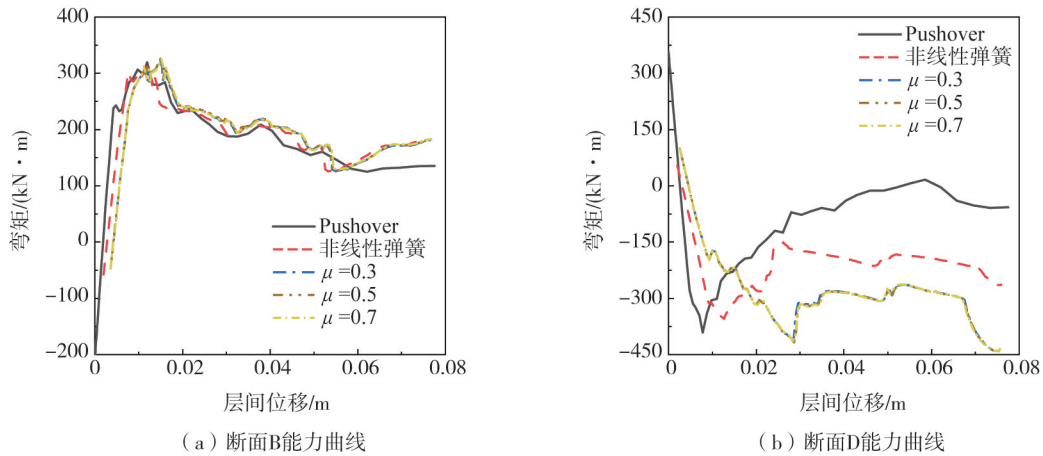 400
300
200
100
0
−100
−200
弯矩/(kN·m)
Pushover
非线性弹簧
μ=0.3
μ=0.5
μ=0.7
0 0.02 0.04 0.06 0.08
层间位移/m
(a)断面B能力曲线
450
300
150
0
−150
−300
−450
弯矩/(kN·m)
Pushover
非线性弹簧
μ=0.3
μ=0.5
μ=0.7
0 0.02 0.04 0.06 0.08
层间位移/m
(b)断面D能力曲线